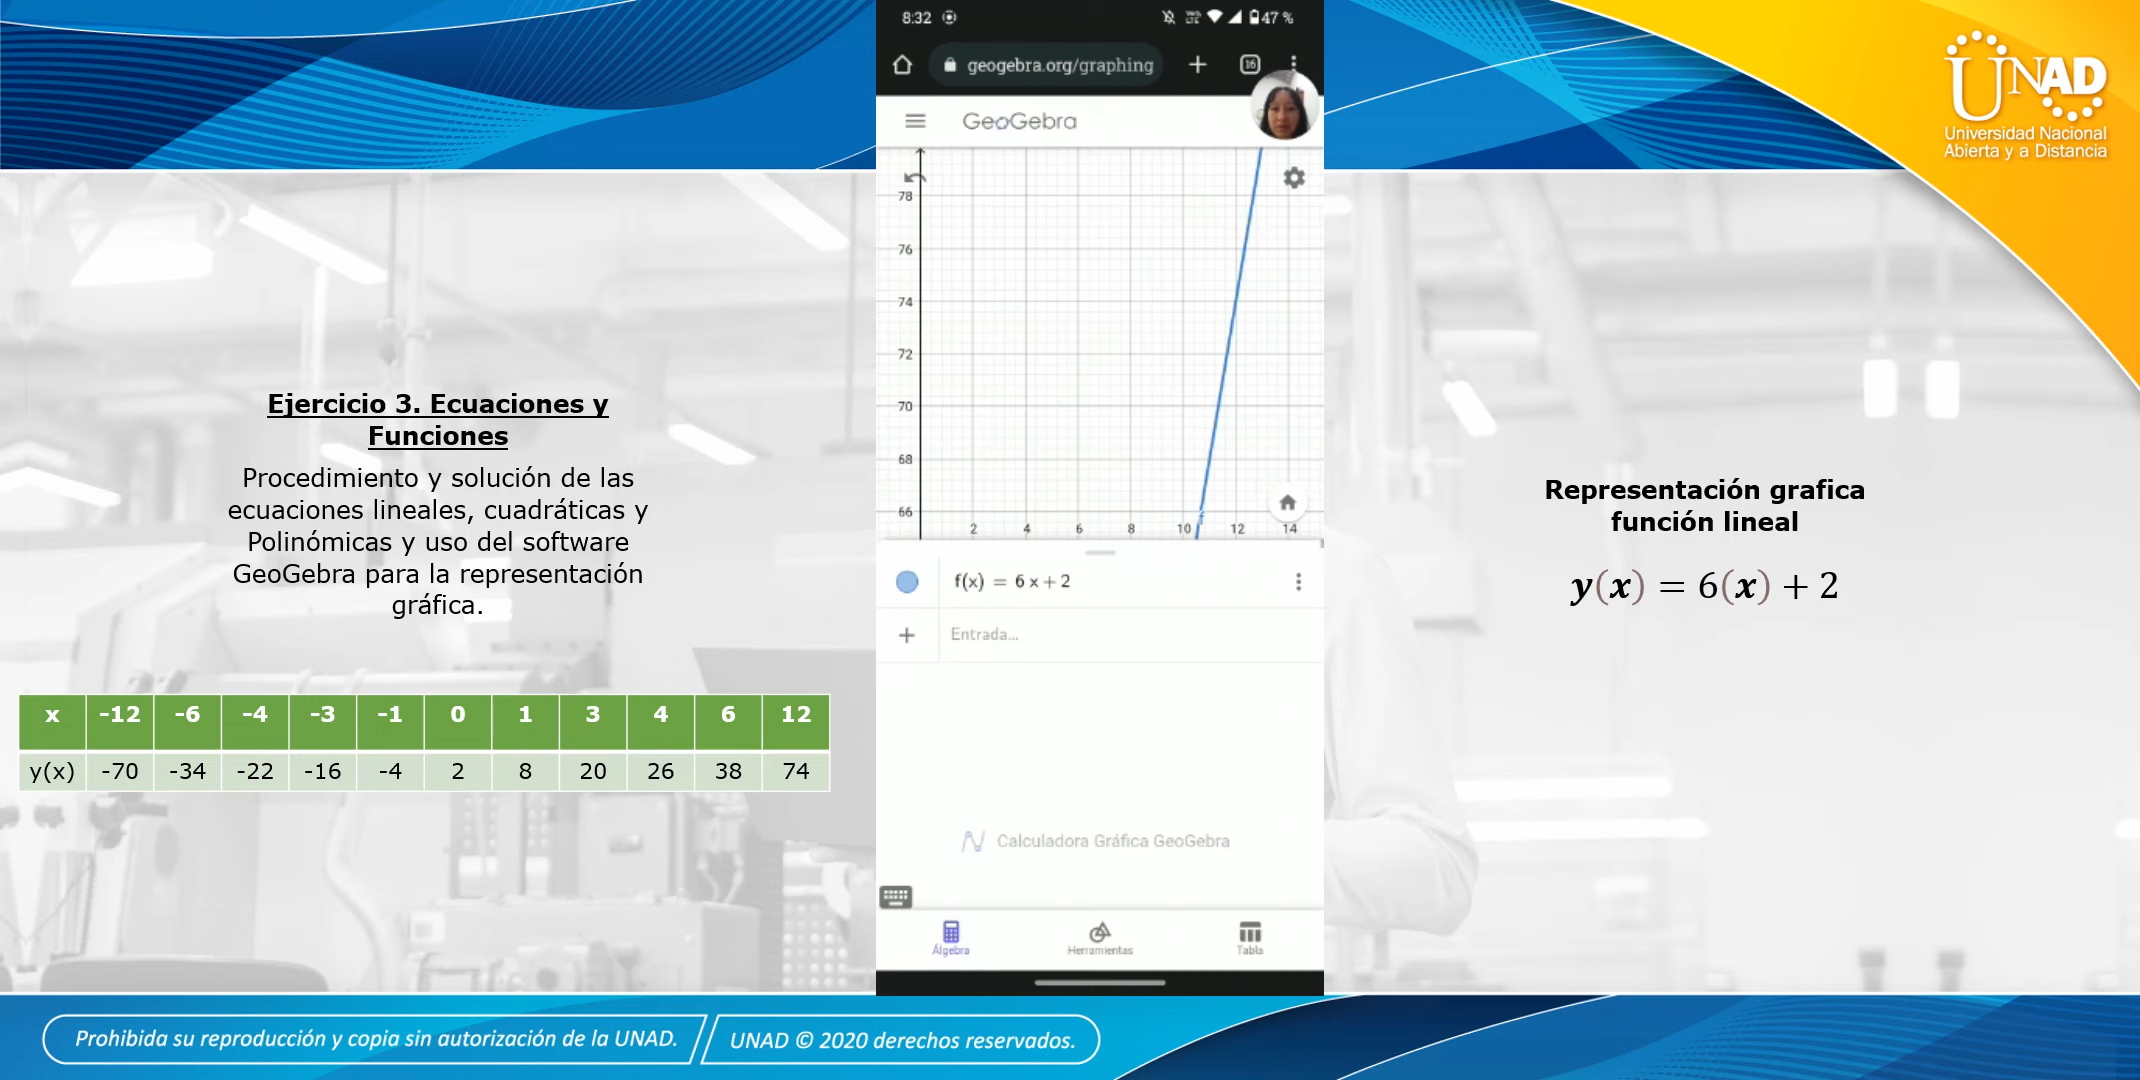 UNAD
Universidad Nacional
Abierta y a Distancia
Ejercicio 3. Ecuaciones y
Funciones
Procedimiento y solución de las
ecuaciones lineales, cuadráticas y
Polinómicas y uso del software
GeoGebra para la representación
gráfica.
x -12 -6 -4 -3 -1 0 1 3 4 6 12
y(x) -70 -34 -22 -16 -4 2 8 20 26 38 74
8:32 47 %
geogebra.org/graphing 16
GeoGebra
78
76
74
72
70
68
66
2 4 6 8 10 12 14
f
f(x) = 6 x + 2
Entrada...
Calculadora Gráfica GeoGebra
Álgebra Herramientas Tabla
Representación grafica
función lineal
y(x) = 6(x) + 2
Prohibida su reproducción y copia sin autorización de la UNAD.
UNAD © 2020 derechos reservados.